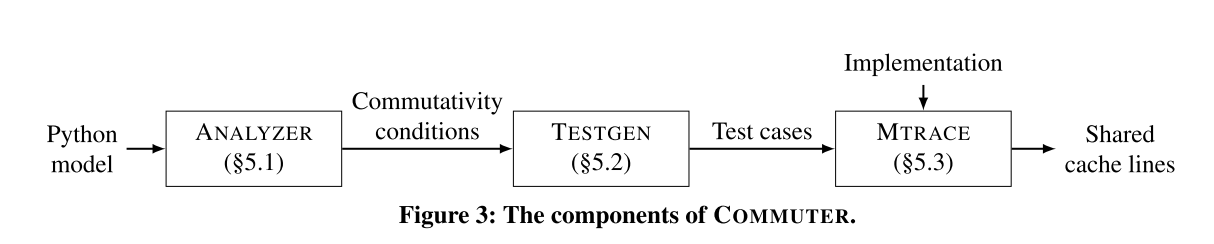 Python
model
ANALYZER
(§5.1)
Commutativity
conditions
TESTGEN
(§5.2)
Test cases
Implementation
MTRACE
(§5.3)
Shared
cache lines
Figure 3: The components of COMMUTER.